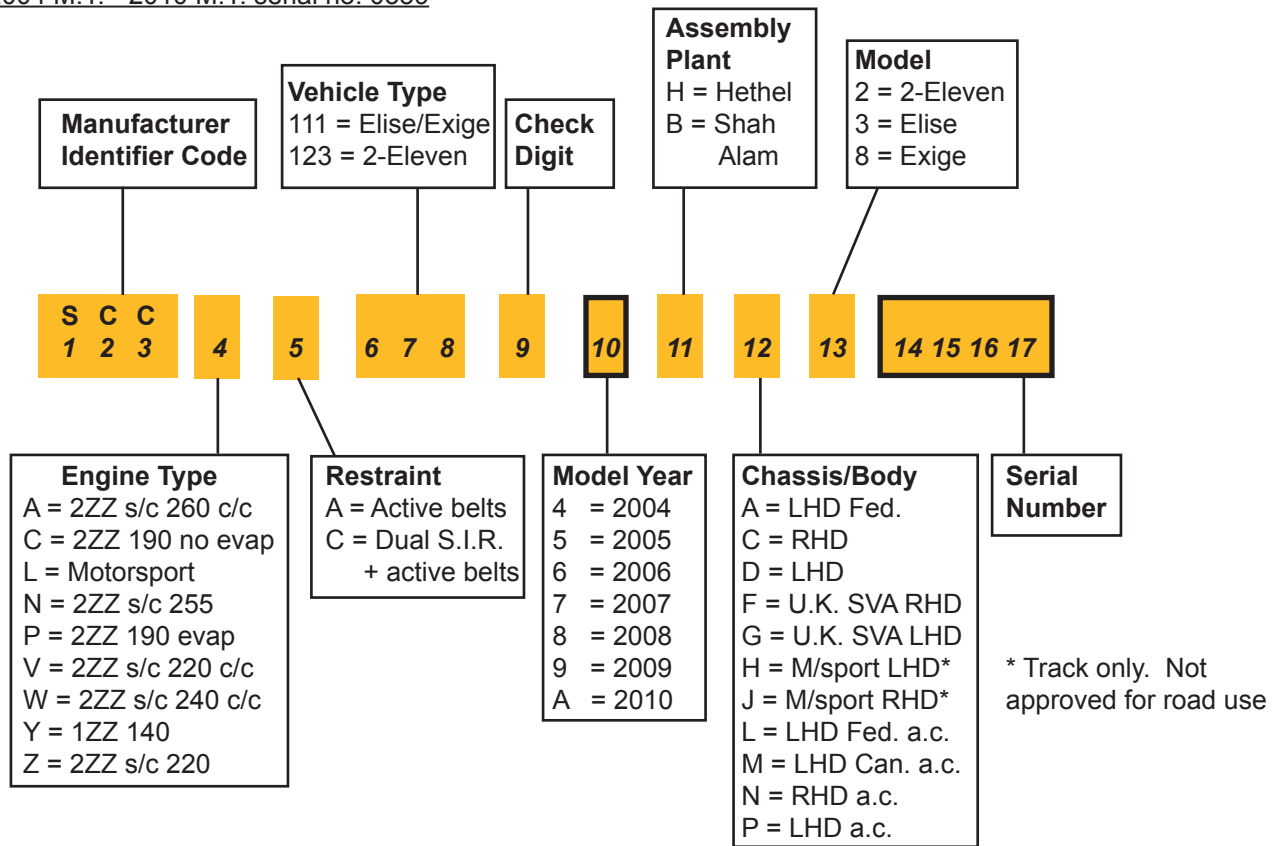 M.Y. - 2010 M.Y. serial no.
Manufacturer
Identifier Code
Vehicle Type
111 = Elise/Exige
123 = 2-Eleven
Check
Digit
Assembly
Plant
H = Hethel
B = Shah
Alam
Model
2 = 2-Eleven
3 = Elise
8 = Exige
S C C
1 2 3 4 5 6 7 8 9 10 11 12 13 14 15 16 17
Engine Type
A = 2ZZ s/c 260 c/c
C = 2ZZ 190 no evap
L = Motorsport
N = 2ZZ s/c 255
P = 2ZZ 190 evap
V = 2ZZ s/c 220 c/c
W = 2ZZ s/c 240 c/c
Y = 1ZZ 140
Z = 2ZZ s/c 220
Restraint
A = Active belts
C = Dual S.I.R.
+ active belts
Model Year
4 = 2004
5 = 2005
6 = 2006
7 = 2007
8 = 2008
9 = 2009
A = 2010
Chassis/Body
A = LHD Fed.
C = RHD
D = LHD
F = U.K. SVA RHD
G = U.K. SVA LHD
H = M/sport LHD*
J = M/sport RHD*
L = LHD Fed. a.c.
M = LHD Can. a.c.
N = RHD a.c.
P = LHD a.c.
Serial
Number
* Track only. Not
approved for road use